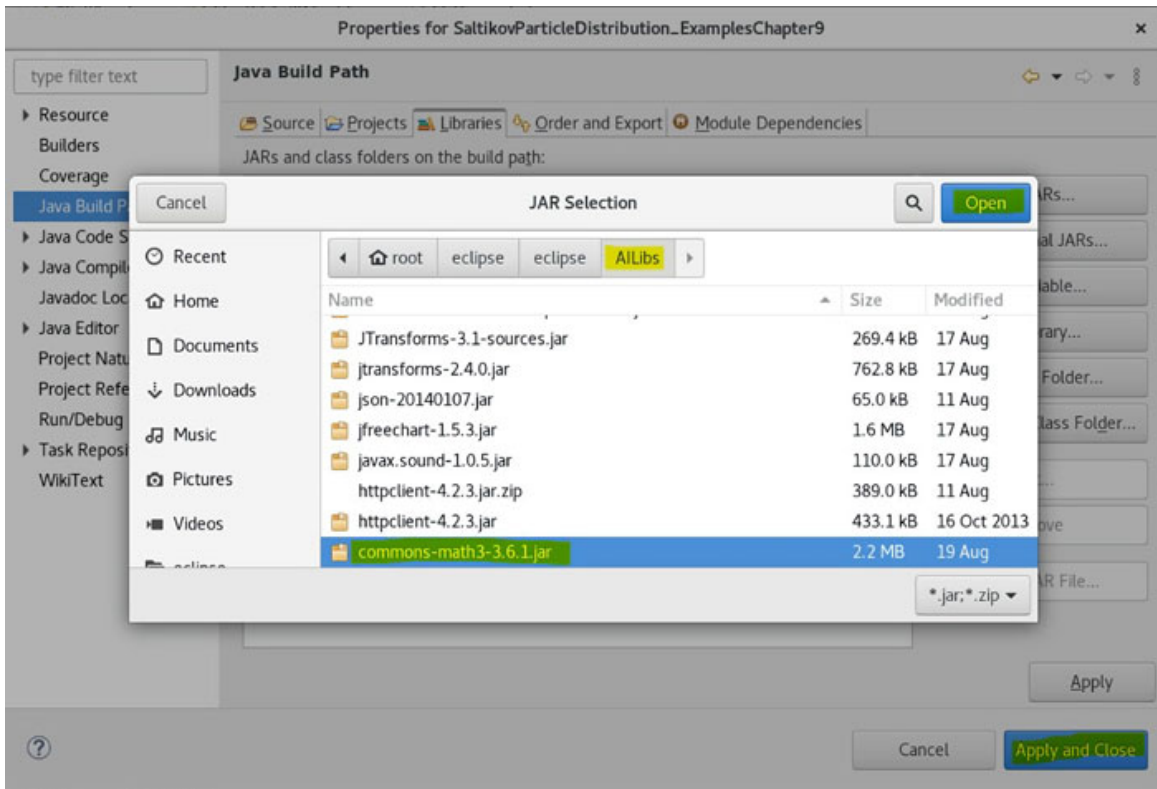 Properties for SaltikovParticleDistribution_ExamplesChapter9
type filter text
Resource
Builders
Coverage
Java Build P
Java Code S
Java Compil
Javadoc Loc
Java Editor
Project Natu
Project Refe
Run/Debug
Task Reposi
WikiText
Java Build Path
Source Projects Libraries Order and Export Module Dependencies
JARs and class folders on the build path:
Cancel JAR Selection Open
Recent
Home
Documents
Downloads
Music
Pictures
Videos
eclipse
root eclipse eclipse AILibs
Name Size Modified
JTransforms-3.1-sources.jar 269.4 kB 17 Aug
jtransforms-2.4.0.jar 762.8 kB 17 Aug
json-20140107.jar 65.0 kB 11 Aug
jfreechart-1.5.3.jar 1.6 MB 17 Aug
javax.sound-1.0.5.jar 110.0 kB 17 Aug
httpclient-4.2.3.jar.zip 389.0 kB 11 Aug
httpclient-4.2.3.jar 433.1 kB 16 Oct 2013
commons-math3-3.6.1.jar 2.2 MB 19 Aug
*.jar;*.zip
Rs...
al JARs...
iable...
rary...
Folder...
lass Folder...
ove
R File...
Apply
?
Cancel
Apply and Close